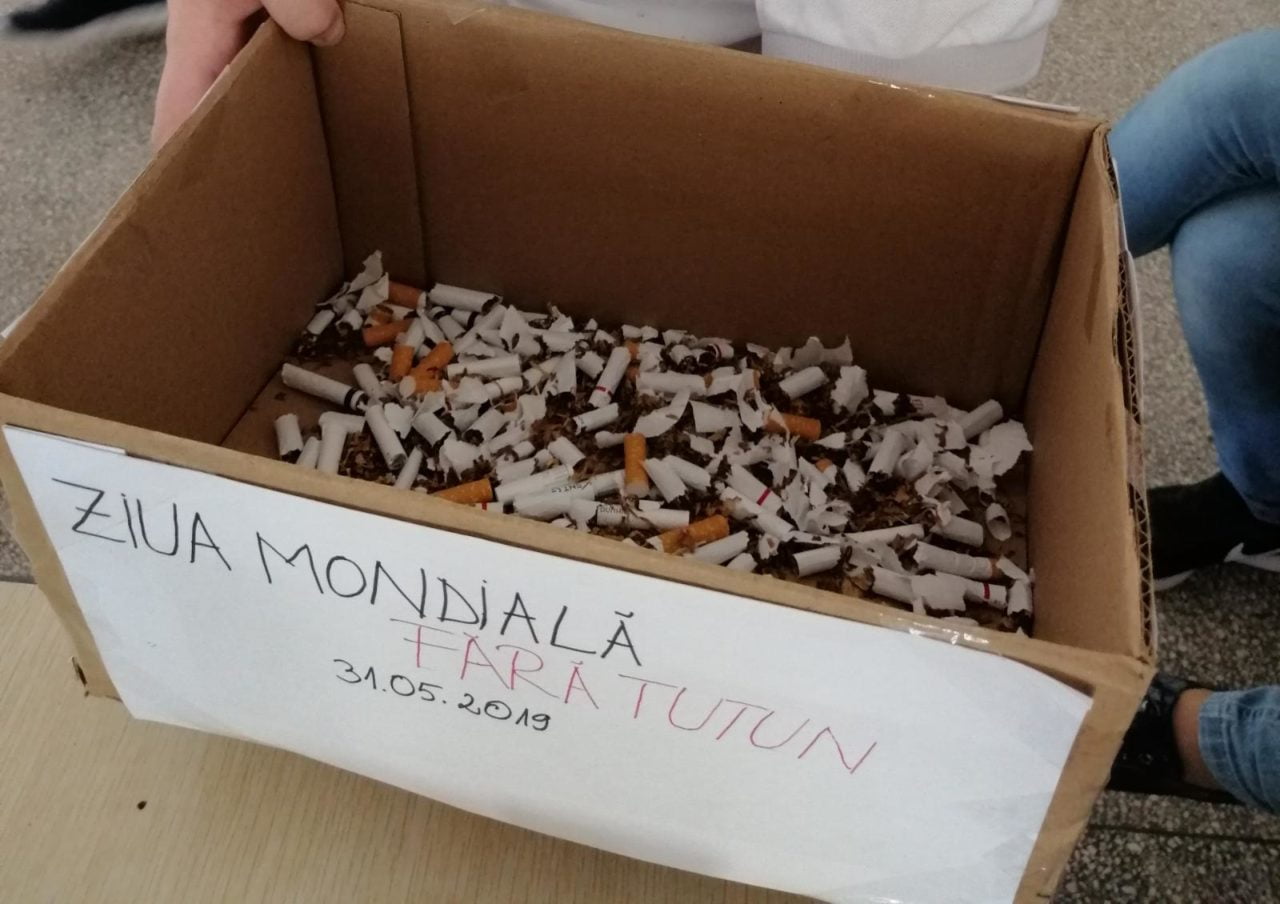 ZIUA MONDIALĂ
FĂRĂ TUTUN
31.05.2019